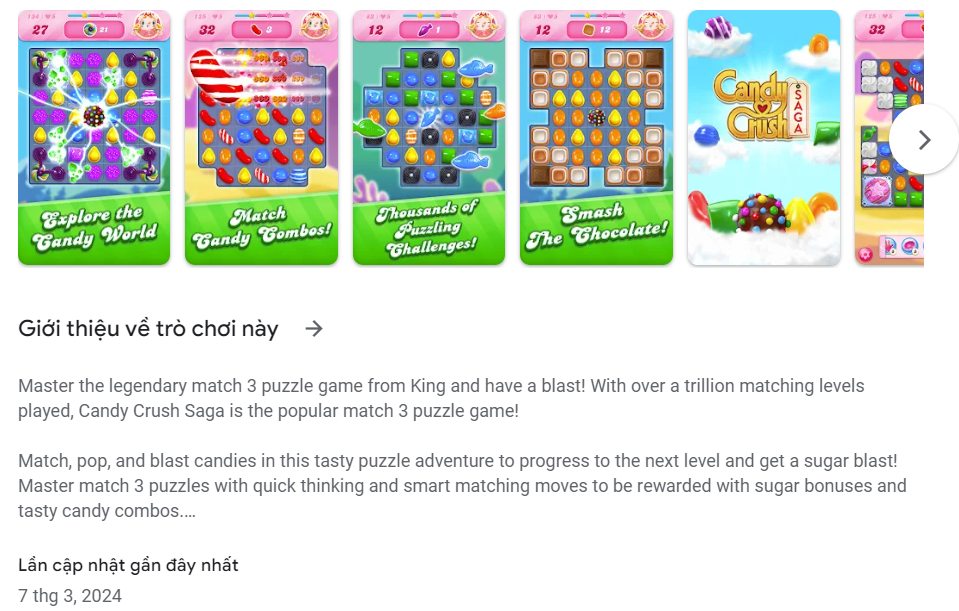 27
21
32
3
12
1
12
12
32
Explore the
Candy World
Match
Candy Combos!
Thousands of
Puzzling
Challenges!
Smash
The Chocolate!
Candy
Crush
SAGA
Giới thiệu về trò chơi này
Master the legendary match 3 puzzle game from King and have a blast! With over a trillion matching levels
played, Candy Crush Saga is the popular match 3 puzzle game!
Match, pop, and blast candies in this tasty puzzle adventure to progress to the next level and get a sugar blast!
Master match 3 puzzles with quick thinking and smart matching moves to be rewarded with sugar bonuses and
tasty candy combos.…
Lần cập nhật gần đây nhất
7 thg 3, 2024